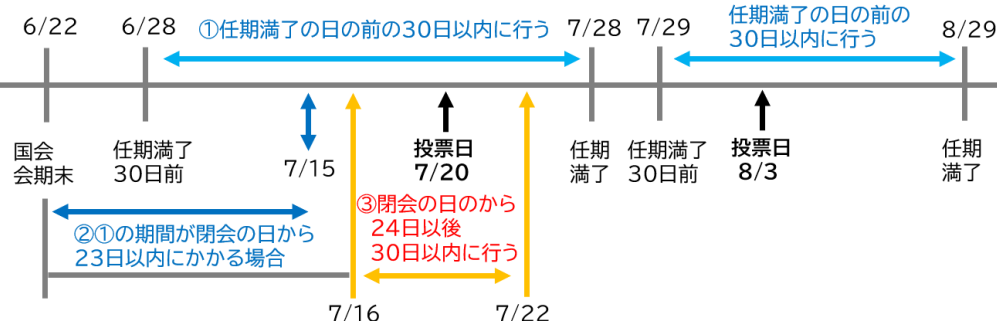 6/22
6/28
①任期満了の日の前の30日以内に行う
7/28
7/29
任期満了の日の前の
30日以内に行う
8/29
国会
会期末
任期満了
30日前
7/15
投票日
7/20
任期
満了
任期満了
30日前
投票日
8/3
任期
満了
②①の期間が閉会の日から
23日以内にかかる場合
③閉会の日のから
24日以後
30日以内に行う
7/16
7/22